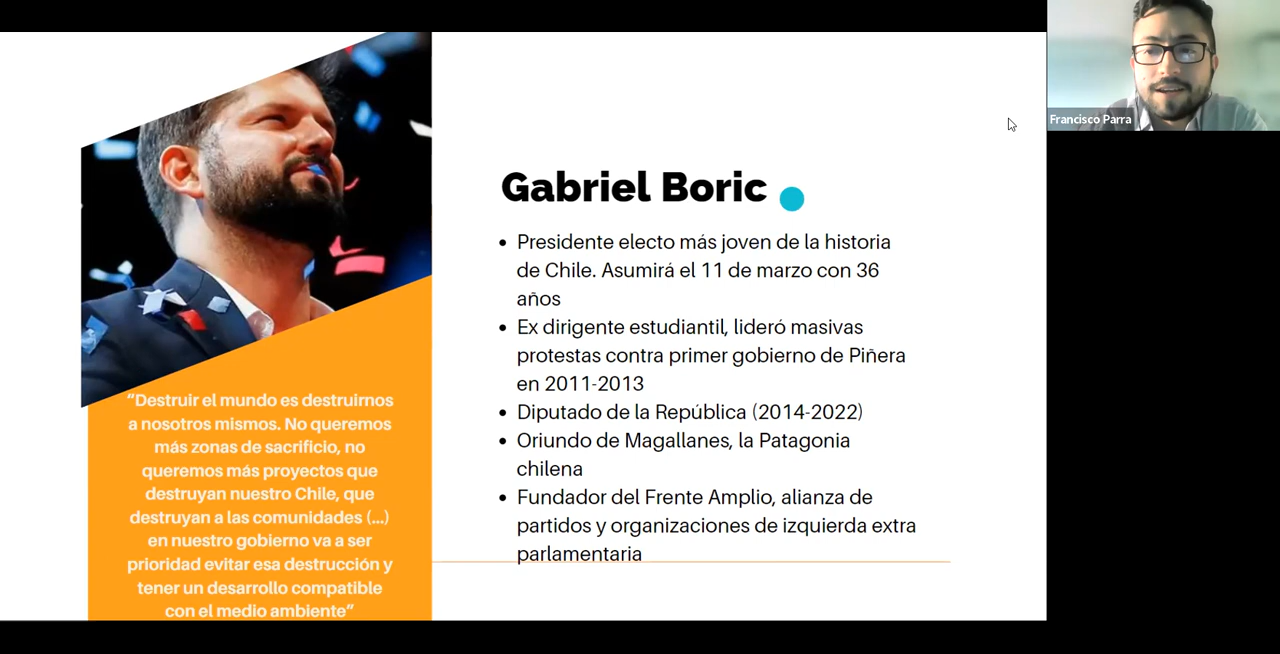 Francisco Parra
Gabriel Boric
Presidente electo más joven de la historia
de Chile. Asumirá el 11 de marzo con 36
años
Ex dirigente estudiantil, lideró masivas
protestas contra primer gobierno de Piñera
en 2011-2013
Diputado de la República (2014-2022)
Oriundo de Magallanes, la Patagonia
chilena
Fundador del Frente Amplio, alianza de
partidos y organizaciones de izquierda extra
parlamentaria
“Destruir el mundo es destruirnos
a nosotros mismos. No queremos
más zonas de sacrificio, no
queremos más proyectos que
destruyan nuestro Chile, que
destruyan a las comunidades (...)
en nuestro gobierno va a ser
prioridad evitar esa destrucción y
tener un desarrollo compatible
con el medio ambiente”